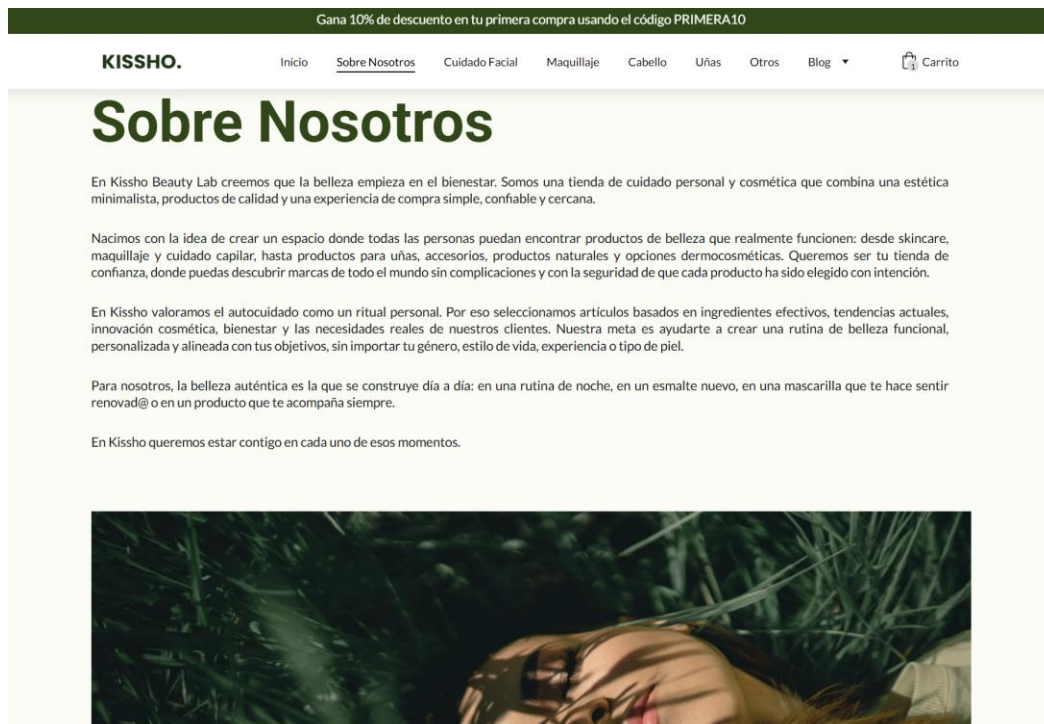 Gana 10% de descuento en tu primera compra usando el código PRIMERA10
KISSHO.
Inicio Sobre Nosotros Cuidado Facial Maquillaje Cabello Uñas Otros Blog ▼ 1 Carrito
Sobre Nosotros
En Kissho Beauty Lab creemos que la belleza empieza en el bienestar. Somos una tienda de cuidado personal y cosmética que combina una estética
minimalista, productos de calidad y una experiencia de compra simple, confiable y cercana.
Nacimos con la idea de crear un espacio donde todas las personas puedan encontrar productos de belleza que realmente funcionen: desde skincare,
maquillaje y cuidado capilar, hasta productos para uñas, accesorios, productos naturales y opciones dermocosméticas. Queremos ser tu tienda de
confianza, donde puedas descubrir marcas de todo el mundo sin complicaciones y con la seguridad de que cada producto ha sido elegido con intención.
En Kissho valoramos el autocuidado como un ritual personal. Por eso seleccionamos artículos basados en ingredientes efectivos, tendencias actuales,
innovación cosmética, bienestar y las necesidades reales de nuestros clientes. Nuestra meta es ayudarte a crear una rutina de belleza funcional,
personalizada y alineada con tus objetivos, sin importar tu género, estilo de vida, experiencia o tipo de piel.
Para nosotros, la belleza auténtica es la que se construye día a día: en una rutina de noche, en un esmalte nuevo, en una mascarilla que te hace sentir
renovad@ o en un producto que te acompaña siempre.
En Kissho queremos estar contigo en cada uno de esos momentos.